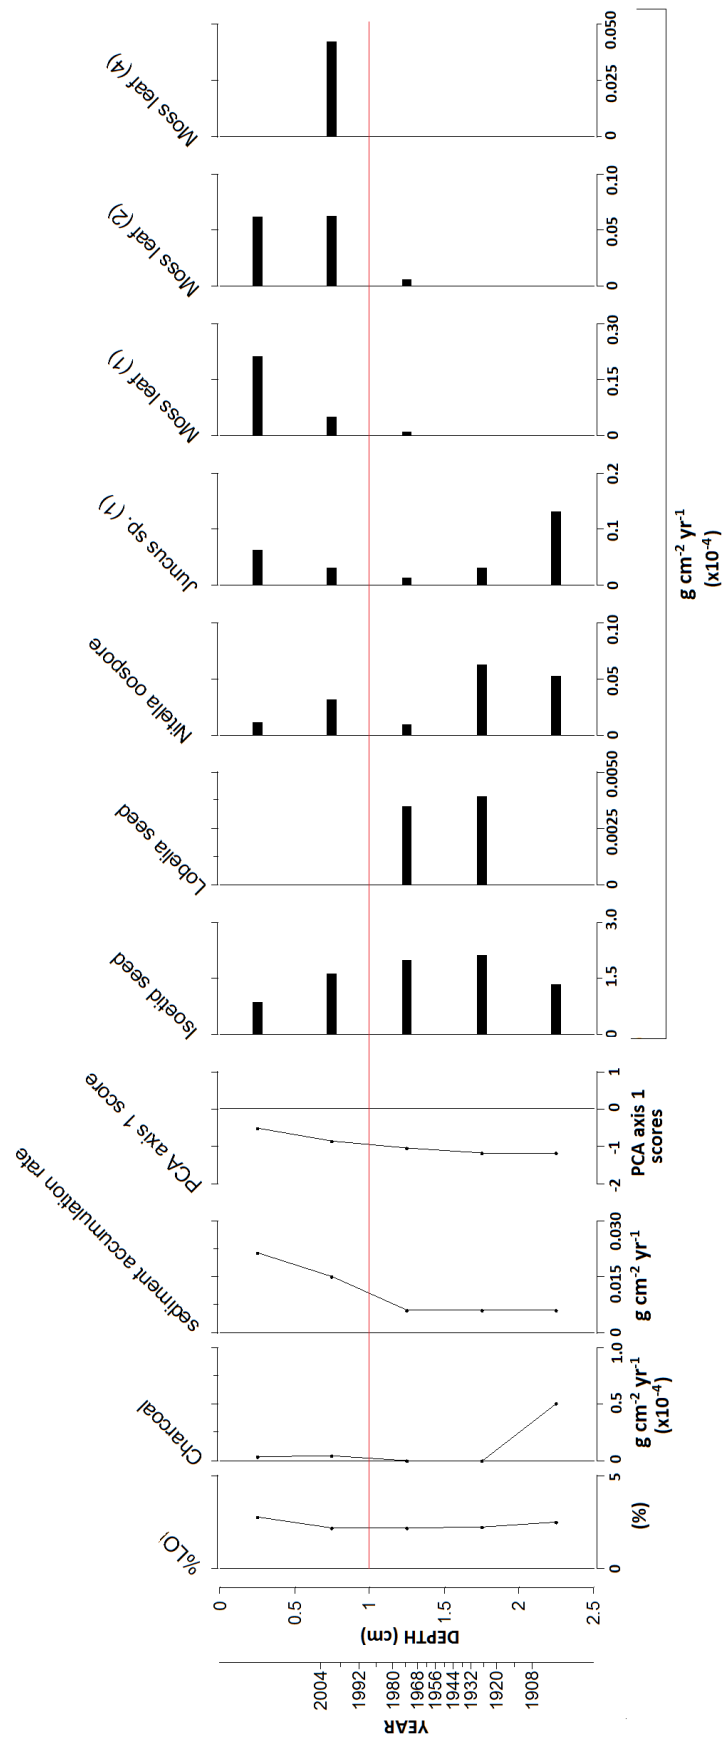 Moss leaf (4)
0 0.025 0.050
Moss leaf (2)
0 0.05 0.10
Moss leaf (1)
0 0.15 0.30
Juncus sp. (1)
0 0.1 0.2
Nitella oospore
0 0.05 0.10
Lobelia seed
0 0.0025 0.0050
Isoetid seed
0 1.5 3.0
g cm-2 yr-1
(x10-4)
PCA axis 1 score
-2 -1 0 1
PCA axis 1
scores
sediment accumulation rate
0 0.015 0.030
g cm-2 yr-1
Charcoal
0 0.5 1.0
g cm-2 yr-1
(x10-4)
%LOI
0 5
(%)
0 0.5 1 1.5 2 2.5
DEPTH (cm)
2004 1992 1980 1968 1956 1944 1932 1920 1908
YEAR